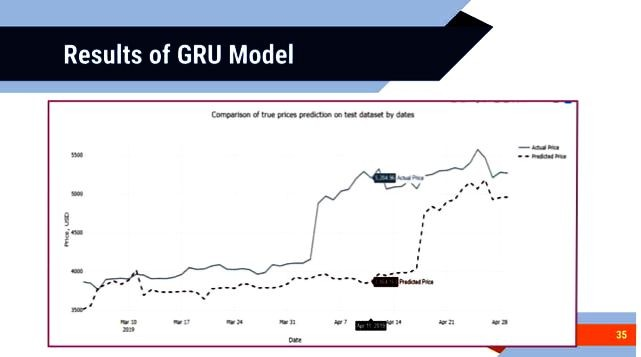 Results of GRU Model
Comparison of true prices prediction on test dataset by dates
Actual Price
Predicted Price
5500
5000
4500
4000
3500
Price, USD
Actual Price
Predicted Price
Mar 10
2019
Mar 17
Mar 24
Mar 31
Apr 7
Apr 14
Apr 21
Apr 28
Apr 11, 2019
Date
35